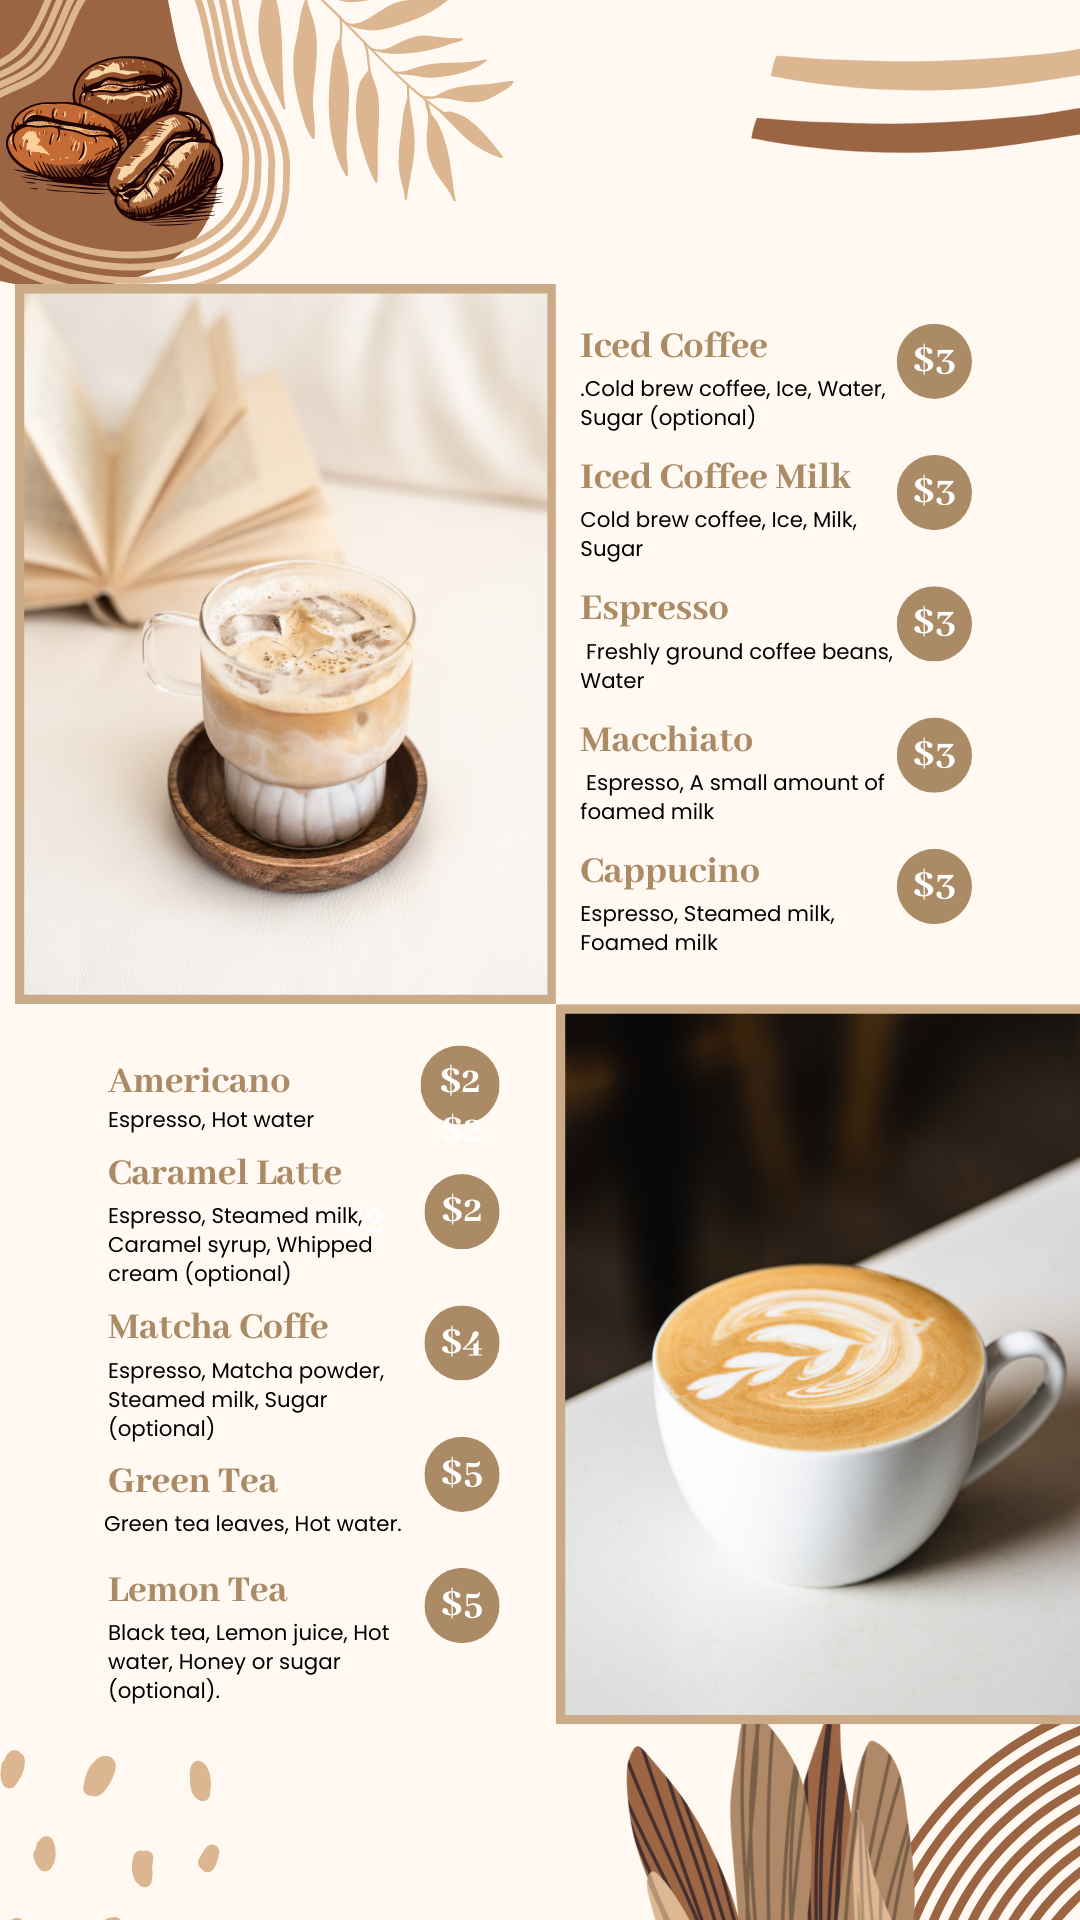 Iced Coffee
$3
.Cold brew coffee, Ice, Water,
Sugar (optional)
Iced Coffee Milk
$3
Cold brew coffee, Ice, Milk,
Sugar
Espresso
$3
Freshly ground coffee beans,
Water
Macchiato
$3
Espresso, A small amount of
foamed milk
Cappucino
$3
Espresso, Steamed milk,
Foamed milk
Americano
$2
Espresso, Hot water
$2
Caramel Latte
$2
Espresso, Steamed milk,
2
Caramel syrup, Whipped
cream (optional)
Matcha Coffe
$4
Espresso, Matcha powder,
Steamed milk, Sugar
(optional)
Green Tea
$5
Green tea leaves, Hot water.
Lemon Tea
$5
Black tea, Lemon juice, Hot
water, Honey or sugar
(optional).